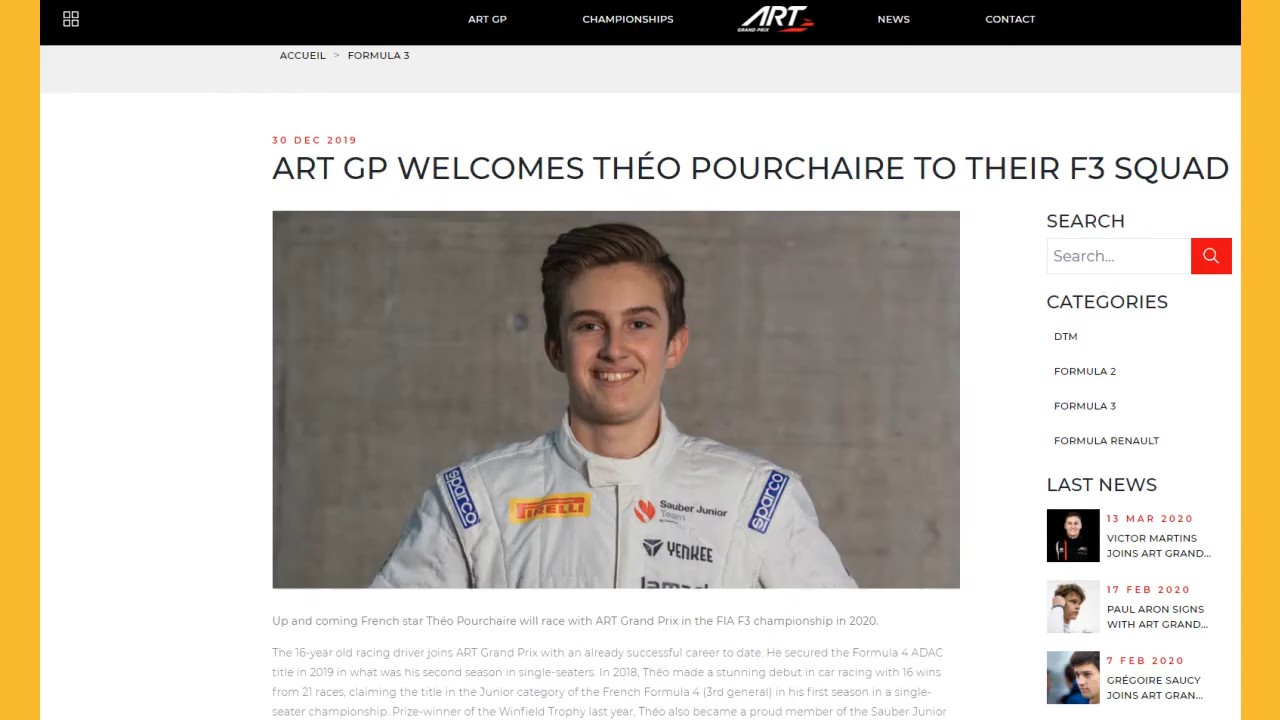 ART GP
CHAMPIONSHIPS
ART
GRAND PRIX
NEWS
CONTACT
ACCUEIL > FORMULA 3
30 DEC 2019
ART GP WELCOMES THÉO POURCHAIRE TO THEIR F3 SQUAD
sparco
PIRELLI
Sauber Junior
Team
YENKEE
sparco
Up and coming French star Théo Pourchaire will race with ART Grand Prix in the FIA F3 championship in 2020.
The 16-year old racing driver joins ART Grand Prix with an already successful career to date. He secured the Formula 4 ADAC
title in 2019 in what was his second season in single-seaters. In 2018, Théo made a stunning debut in car racing with 16 wins
from 21 races, claiming the title in the Junior category of the French Formula 4 (3rd general) in his first season in a single-
seater championship. Prize-winner of the Winfield Trophy last year, Théo also became a proud member of the Sauber Junior
SEARCH
Search...
CATEGORIES
DTM
FORMULA 2
FORMULA 3
FORMULA RENAULT
LAST NEWS
13 MAR 2020
VICTOR MARTINS
JOINS ART GRAND...
17 FEB 2020
PAUL ARON SIGNS
WITH ART GRAND...
7 FEB 2020
GRÉGOIRE SAUCY
JOINS ART GRAN...